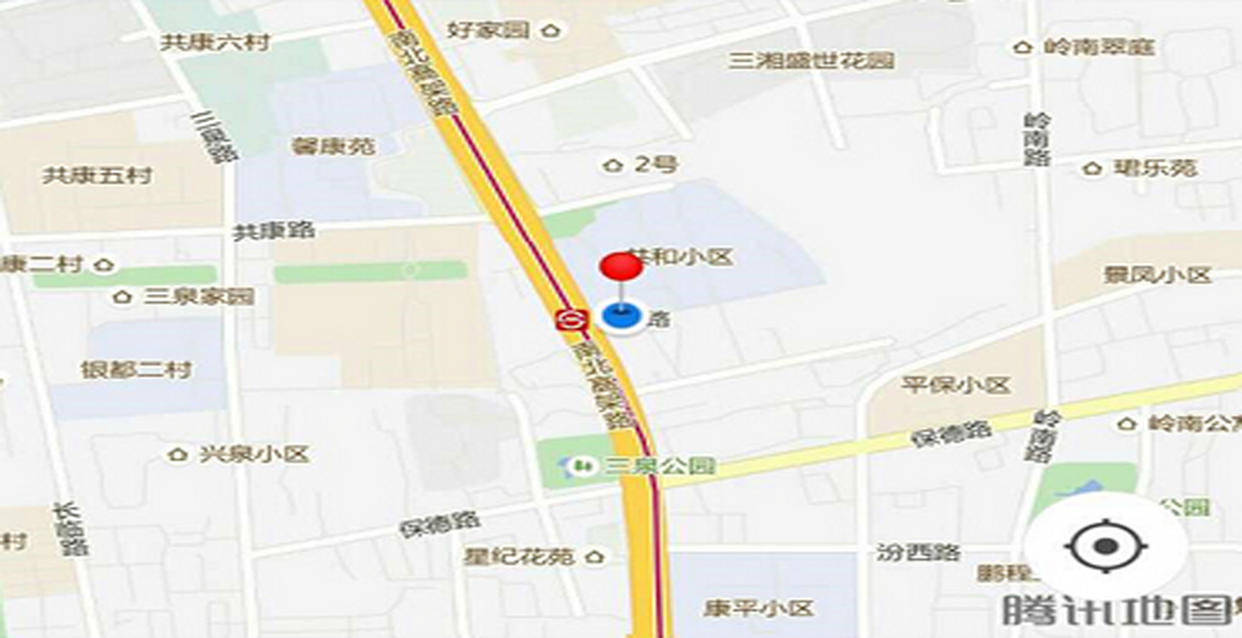 好家园
共康六村
岭南翠庭
三湘盛世花园
南北高架路
三泉路
岭南路
馨康苑
2号
珺乐苑
共康五村
共康路
共和小区
康二村
景凤小区
三泉家园
路
南北高架路
银都二村
平保小区
岭南公寓
保德路
岭南路
兴泉小区
三泉公园
公园
保德路
村
星纪花苑
汾西路
鹏程
康平小区
腾讯地图